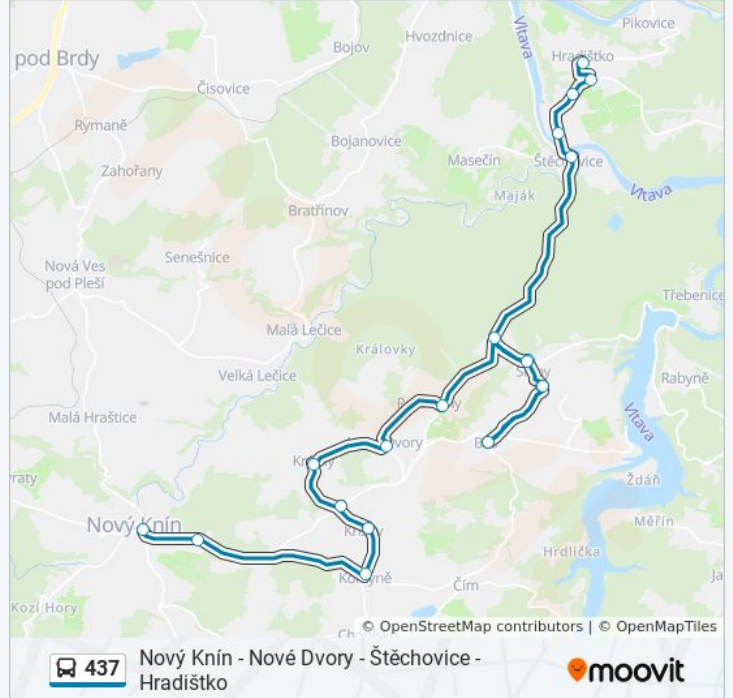 Pikovice
Hvozdnice
Vltava
Bojov
Hradištko
pod Brdy
Čisovice
Rymaně
Bojanovice
Masečín
Zahořany
Maják
Vltava
Bratřínov
Senešnice
Nová Ves
pod Pleší
Třebenice
Malá Lečice
Královky
Velká Lečice
Rabyně
Malá Hraštice
Vltava
Ždáň
Nový Knín
Měřín
Hrdlička
Čím
Kozí Hory
© OpenStreetMap contributors | © OpenMapTiles
437
Nový Knín - Nové Dvory - Štěchovice -
Hradištko
moovit